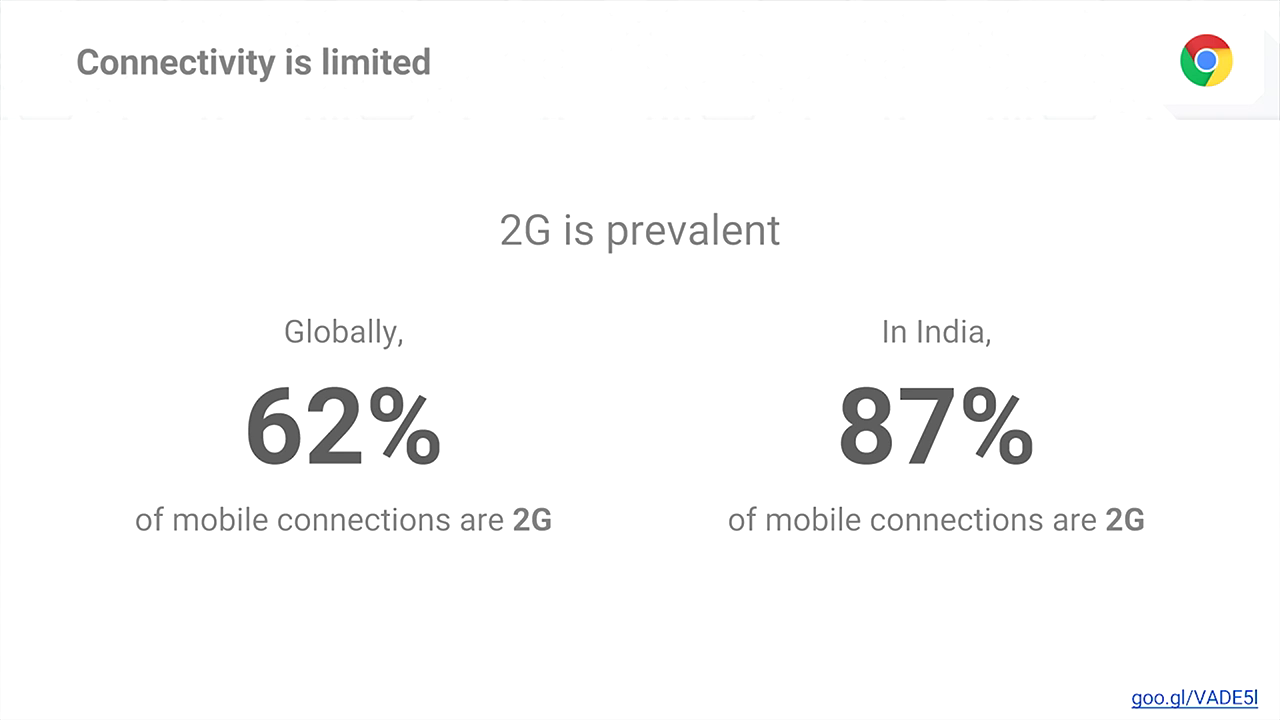 Connectivity is limited
2G is prevalent
Globally,
62%
of mobile connections are 2G
In India,
87%
of mobile connections are 2G
goo.gl/VADE5l